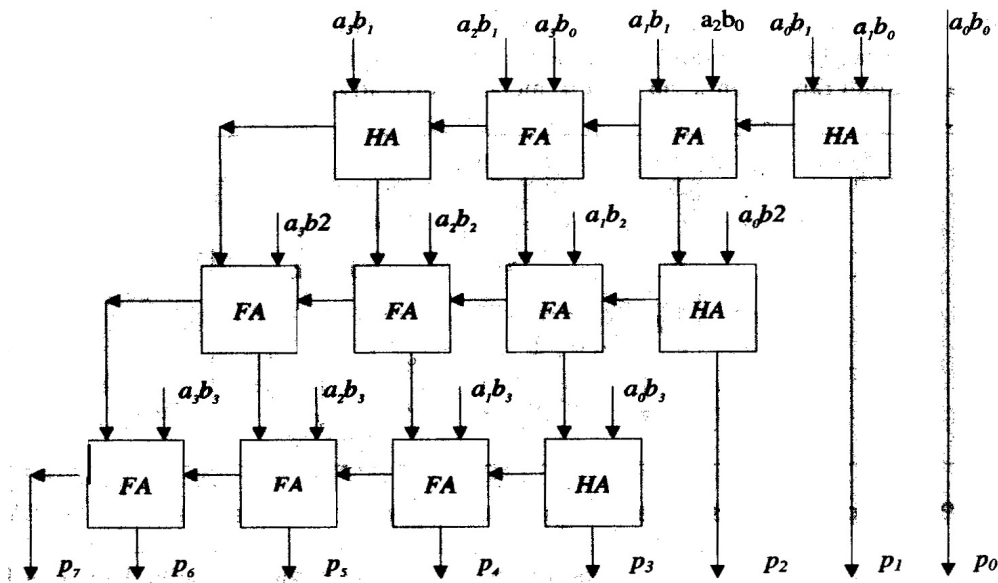 a₃b₁ a₂b₁ a₃b₀ a₁b₁ a₂b₀ a₀b₁ a₁b₀ a₀b₀
HA FA FA HA
a₃b2 a₂b₂ a₁b₂ a₀b2
FA FA FA HA
a₃b₃ a₂b₃ a₁b₃ a₀b₃
FA FA FA HA
p₇ p₆ p₅ p₄ p₃ p₂ p₁ p₀